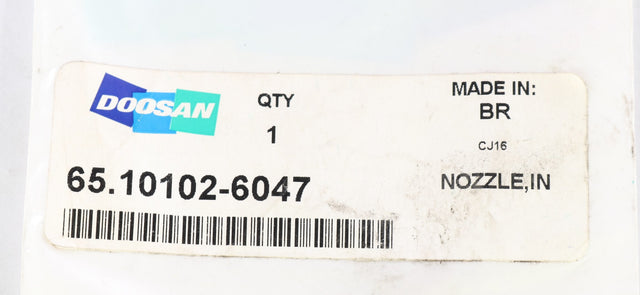 DOOSAN
QTY
1
MADE IN:
BR
CJ16
65.10102-6047
NOZZLE,IN